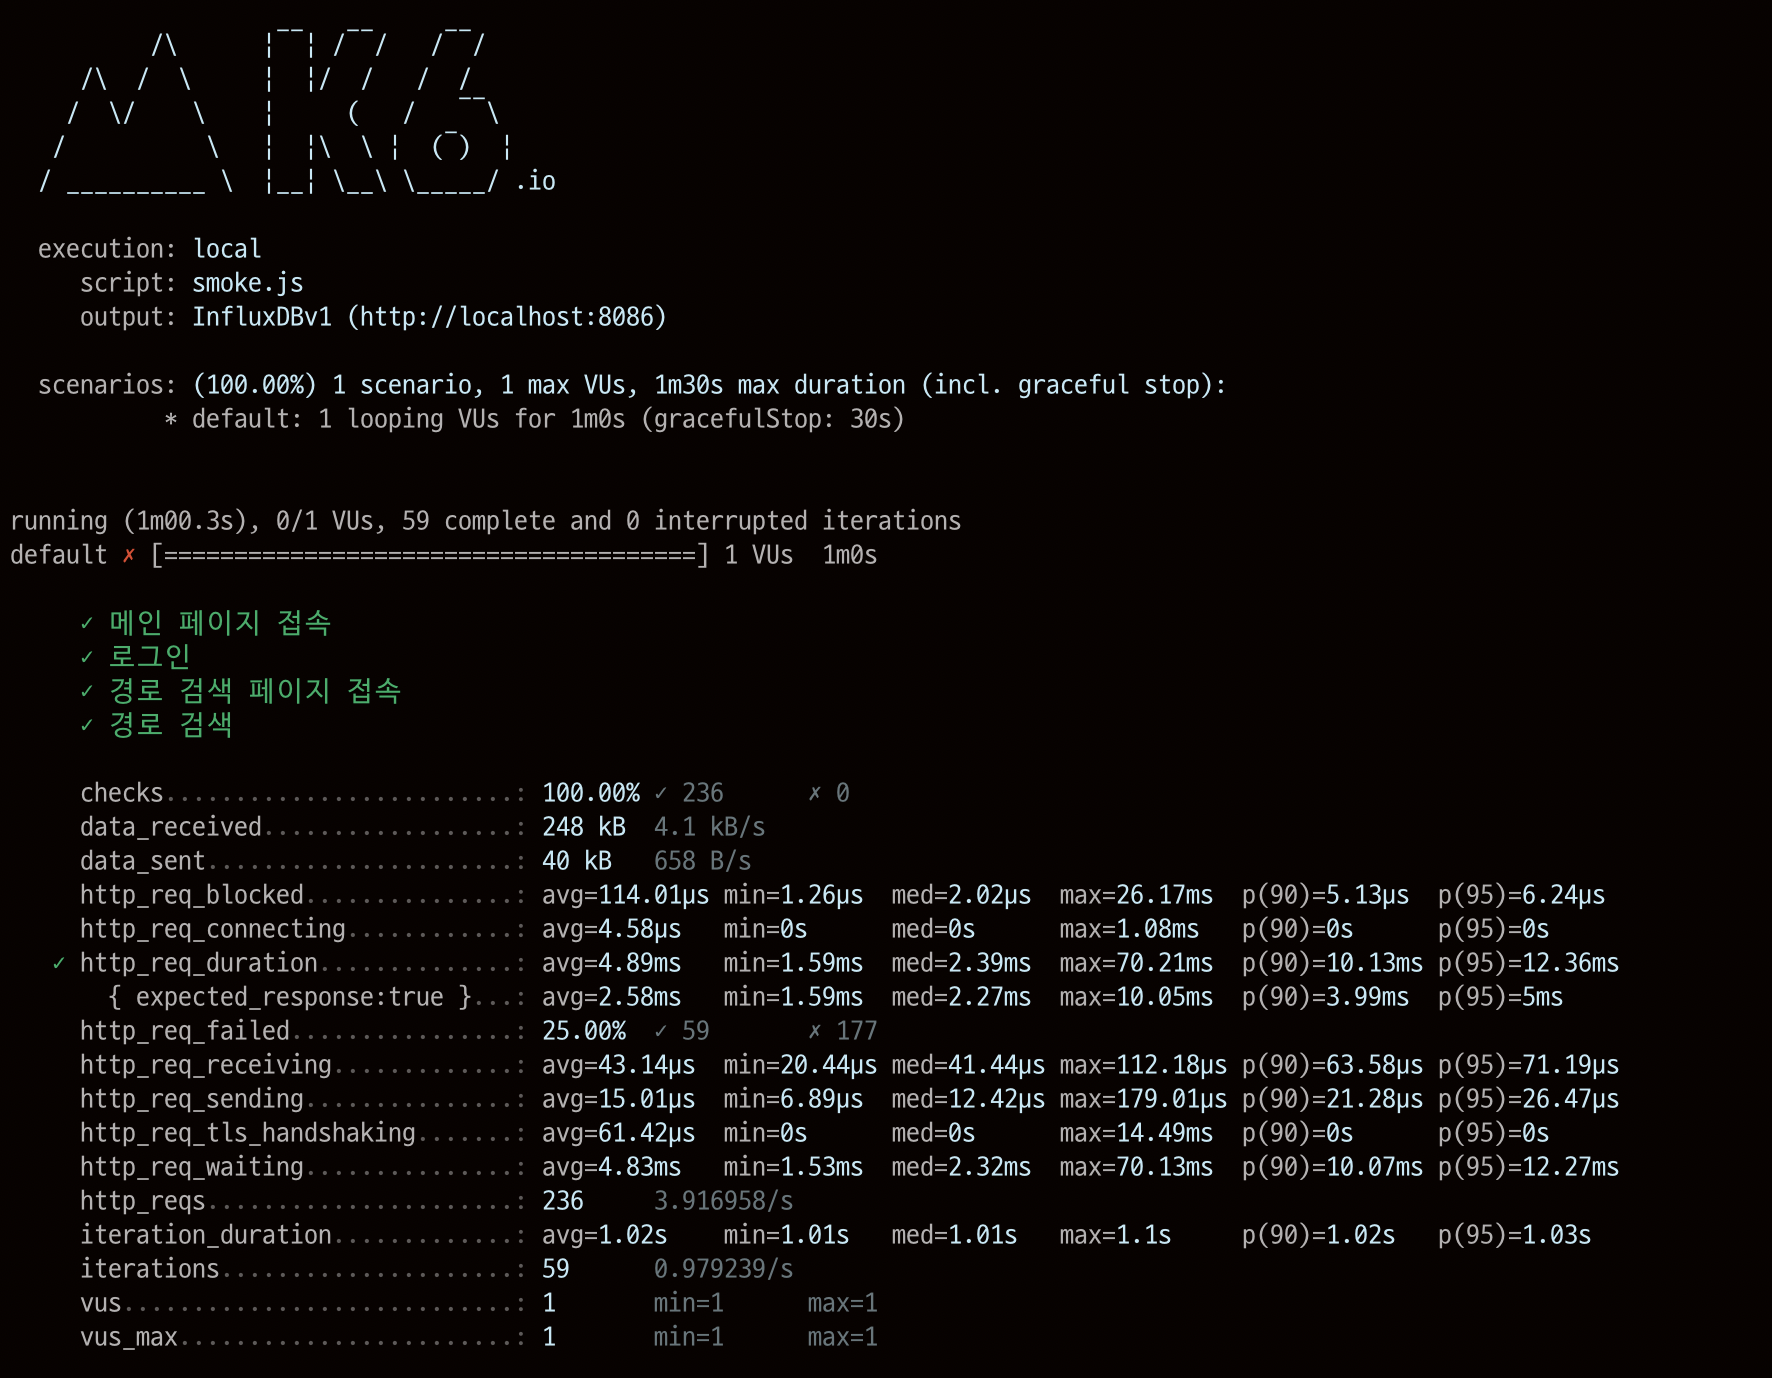 .io
execution: local
script: smoke.js
output: InfluxDBv1 (http://localhost:8086)
scenarios: (100.00%) 1 scenario, 1 max VUs, 1m30s max duration (incl. graceful stop):
* default: 1 looping VUs for 1m0s (gracefulStop: 30s)
running (1m00.3s), 0/1 VUs, 59 complete and 0 interrupted iterations
default ✗ [======================================] 1 VUs  1m0s
✓ 메인 페이지 접속
✓ 로그인
✓ 경로 검색 페이지 접속
✓ 경로 검색
checks.........................: 100.00% ✓ 236      ✗ 0
data_received..................: 248 kB  4.1 kB/s
data_sent......................: 40 kB   658 B/s
http_req_blocked...............: avg=114.01µs min=1.26µs  med=2.02µs  max=26.17ms  p(90)=5.13µs  p(95)=6.24µs
http_req_connecting............: avg=4.58µs   min=0s      med=0s      max=1.08ms   p(90)=0s      p(95)=0s
✓ http_req_duration..............: avg=4.89ms   min=1.59ms  med=2.39ms  max=70.21ms  p(90)=10.13ms p(95)=12.36ms
{ expected_response:true }...: avg=2.58ms   min=1.59ms  med=2.27ms  max=10.05ms  p(90)=3.99ms  p(95)=5ms
http_req_failed................: 25.00%  ✓ 59       ✗ 177
http_req_receiving.............: avg=43.14µs  min=20.44µs med=41.44µs max=112.18µs p(90)=63.58µs p(95)=71.19µs
http_req_sending...............: avg=15.01µs  min=6.89µs  med=12.42µs max=179.01µs p(90)=21.28µs p(95)=26.47µs
http_req_tls_handshaking.......: avg=61.42µs  min=0s      med=0s      max=14.49ms  p(90)=0s      p(95)=0s
http_req_waiting...............: avg=4.83ms   min=1.53ms  med=2.32ms  max=70.13ms  p(90)=10.07ms p(95)=12.27ms
http_reqs......................: 236     3.916958/s
iteration_duration.............: avg=1.02s    min=1.01s   med=1.01s   max=1.1s     p(90)=1.02s   p(95)=1.03s
iterations.....................: 59      0.979239/s
vus............................: 1       min=1      max=1
vus_max........................: 1       min=1      max=1